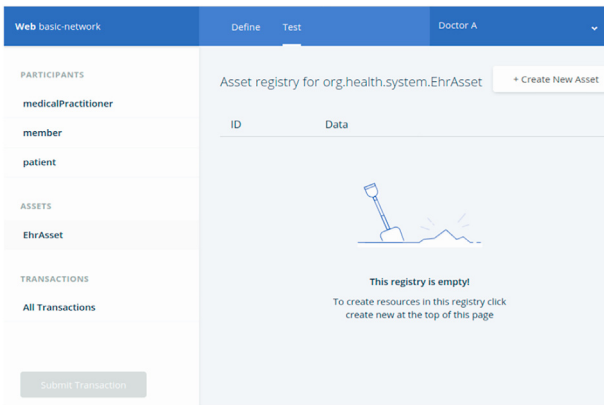 Web basic-network
Define
Test
Doctor A
PARTICIPANTS
medicalPractitioner
member
patient
ASSETS
EhrAsset
TRANSACTIONS
All Transactions
Submit Transaction
Asset registry for org.health.system.EhrAsset
+ Create New Asset
ID
Data
This registry is empty!
To create resources in this registry click
create new at the top of this page